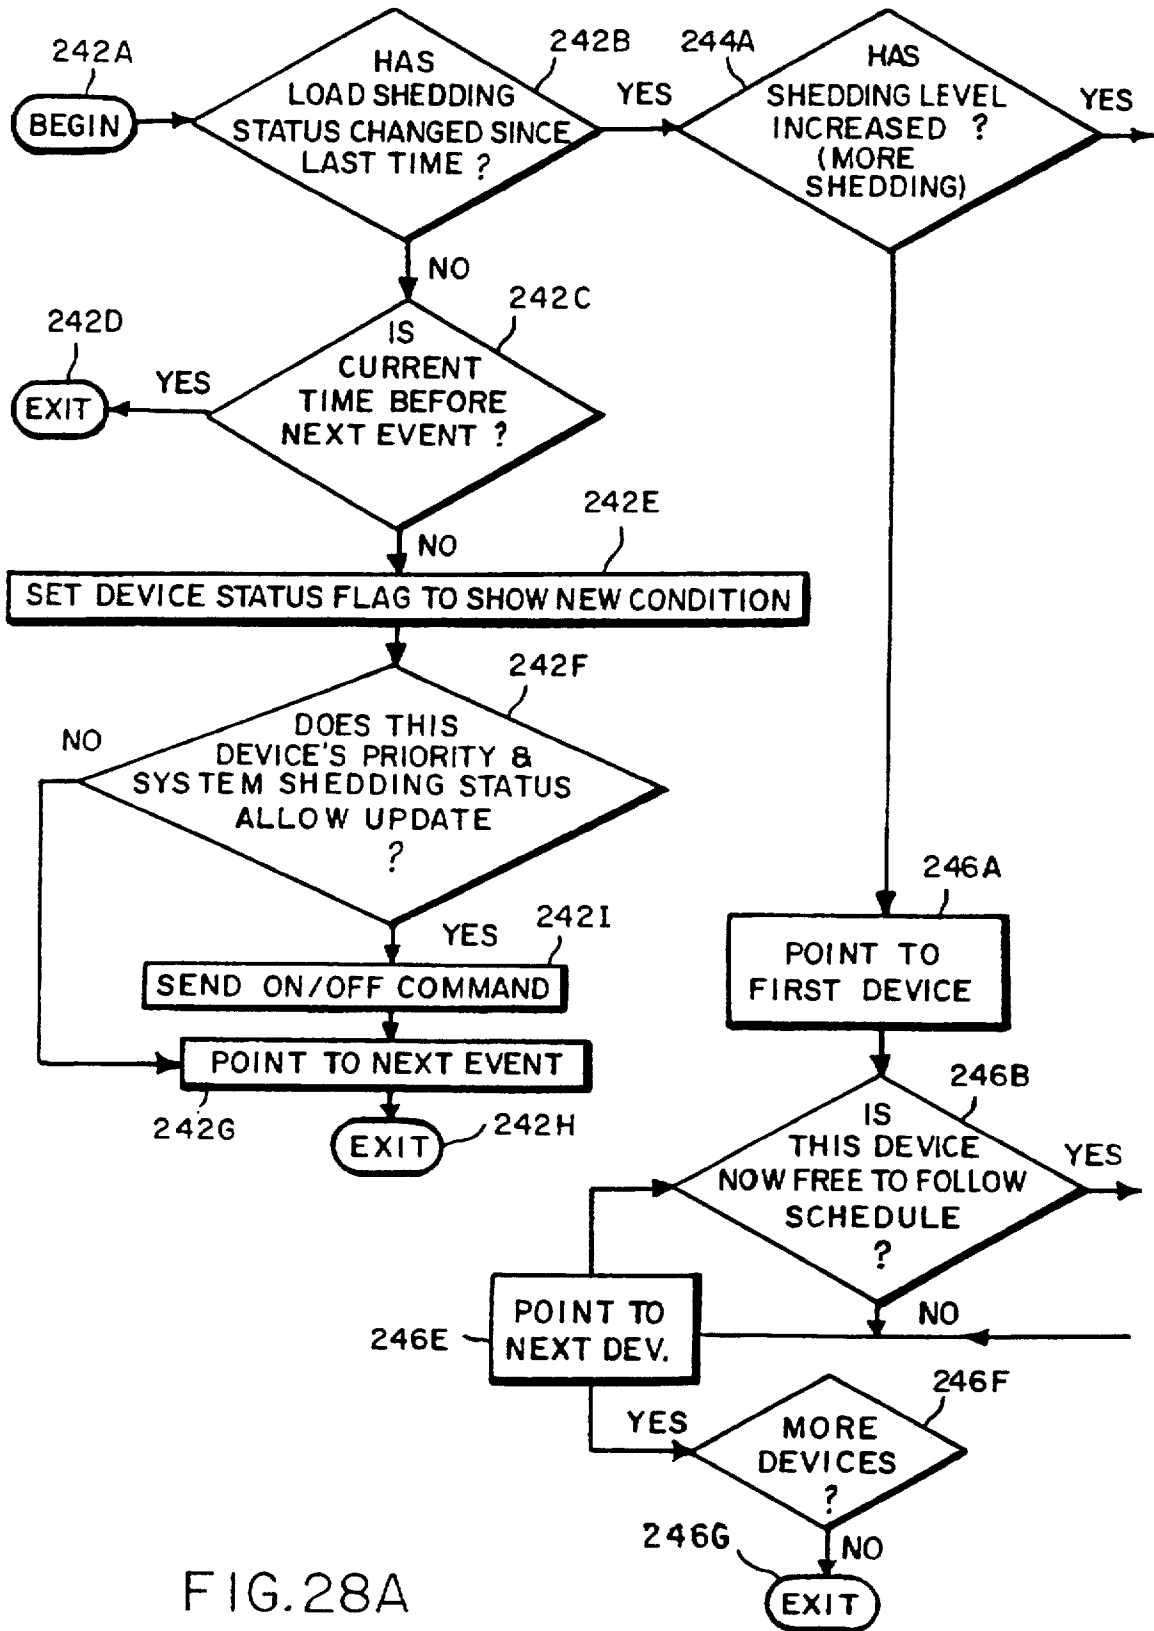 242A
BEGIN
HAS
LOAD SHEDDING
STATUS CHANGED SINCE
LAST TIME ?
242B
YES
244A
HAS
SHEDDING LEVEL
INCREASED ?
(MORE
SHEDDING)
YES
NO
242C
242D
EXIT
YES
IS
CURRENT
TIME BEFORE
NEXT EVENT ?
NO
242E
SET DEVICE STATUS FLAG TO SHOW NEW CONDITION
242F
NO
DOES THIS
DEVICE'S PRIORITY &
SYSTEM SHEDDING STATUS
ALLOW UPDATE
?
YES
242I
SEND ON/OFF COMMAND
POINT TO NEXT EVENT
242G
EXIT
242H
246A
POINT TO
FIRST DEVICE
246B
IS
THIS DEVICE
NOW FREE TO FOLLOW
SCHEDULE
?
YES
NO
246E
POINT TO
NEXT DEV.
246F
YES
MORE
DEVICES
?
246G
NO
EXIT
FIG. 28A